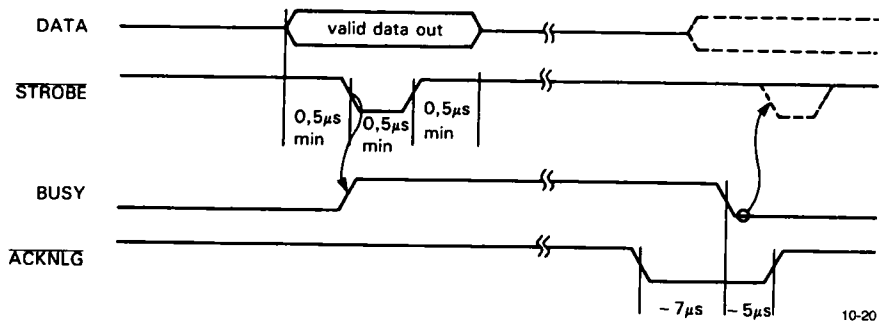 DATA
valid data out
STROBE
0,5µs
min
0,5µs
min
0,5µs
min
BUSY
ACKNLG
~7µs
~5µs
10-20